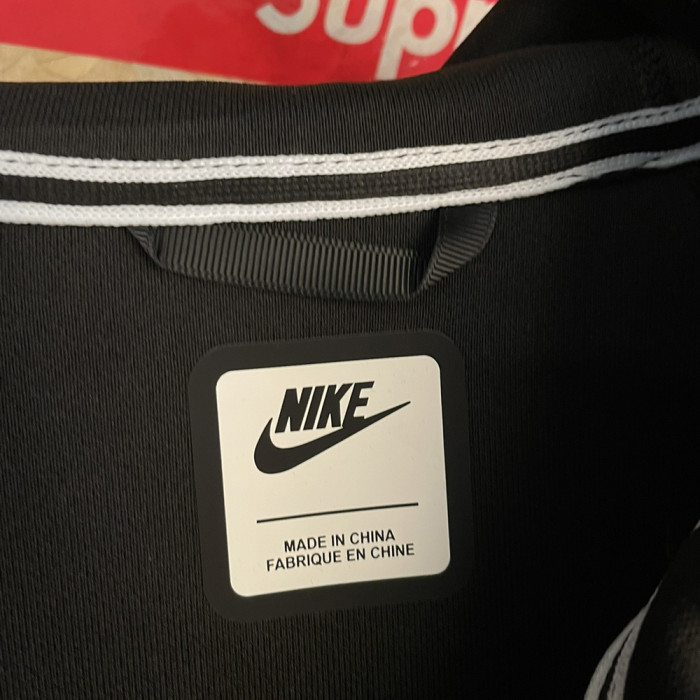 Sup
NIKE
MADE IN CHINA
FABRIQUE EN CHINE